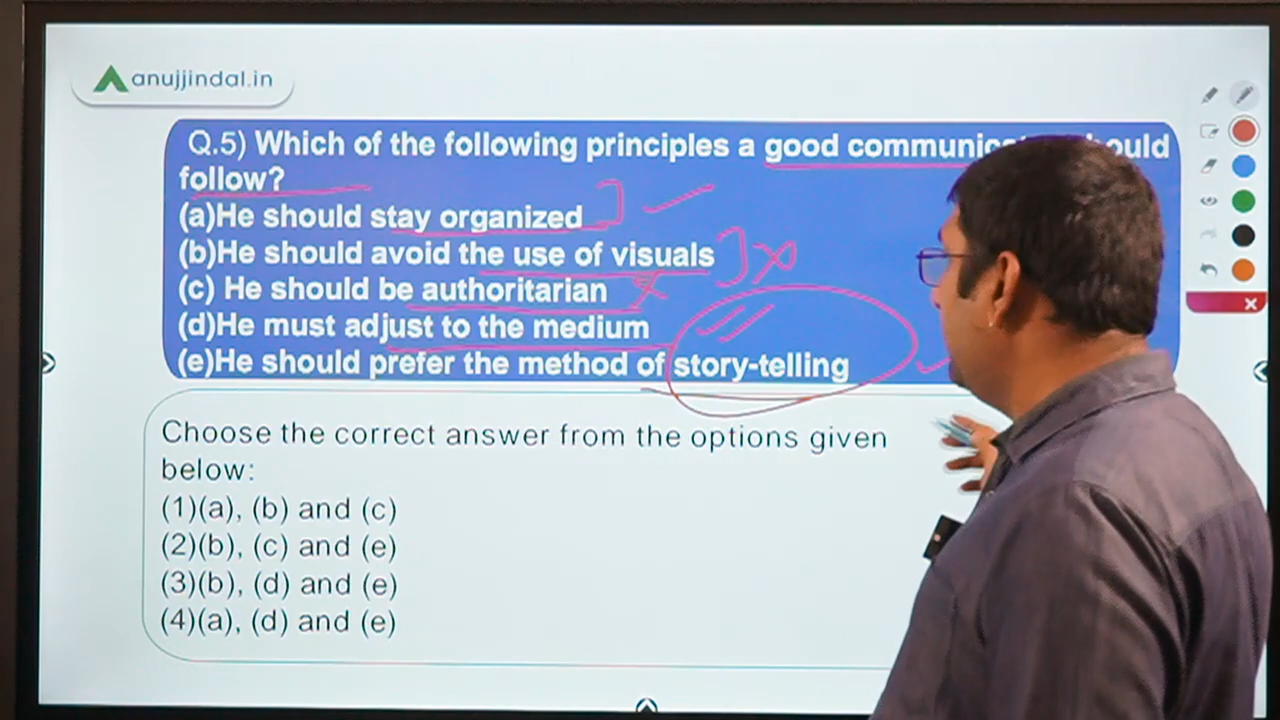 anujjindal.in
Q.5) Which of the following principles a good should
follow?
(a)He should stay organized
(b)He should avoid the use of visuals
(c) He should be authoritarian
(d)He must adjust to the medium
(e)He should prefer the method of story-telling
Choose the correct answer from the options given
below:
(1)(a), (b) and (c)
(2)(b), (c) and (e)
(3)(b), (d) and (e)
(4)(a), (d) and (e)